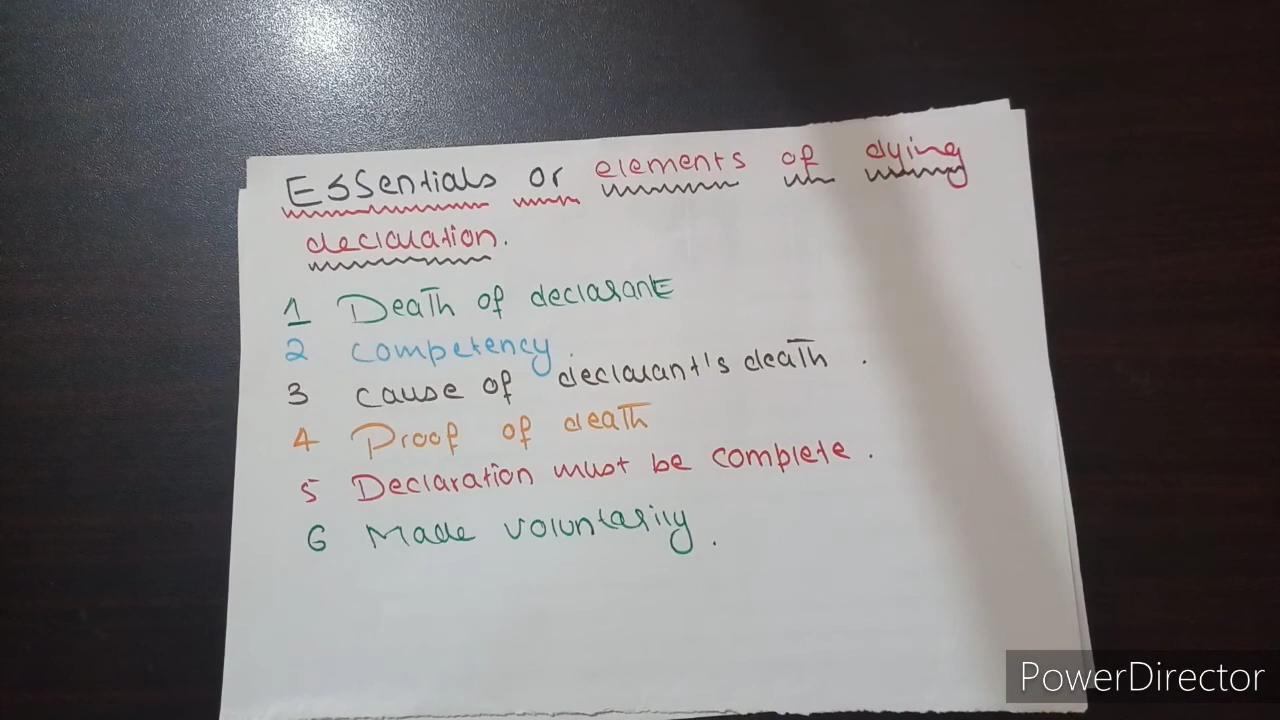 Essentials or elements of dying
declaration.
1 Death of declarant
2 competency.
3 cause of declarant's death.
4 Proof of death
5 Declaration must be complete.
6 Made voluntarily.
PowerDirector